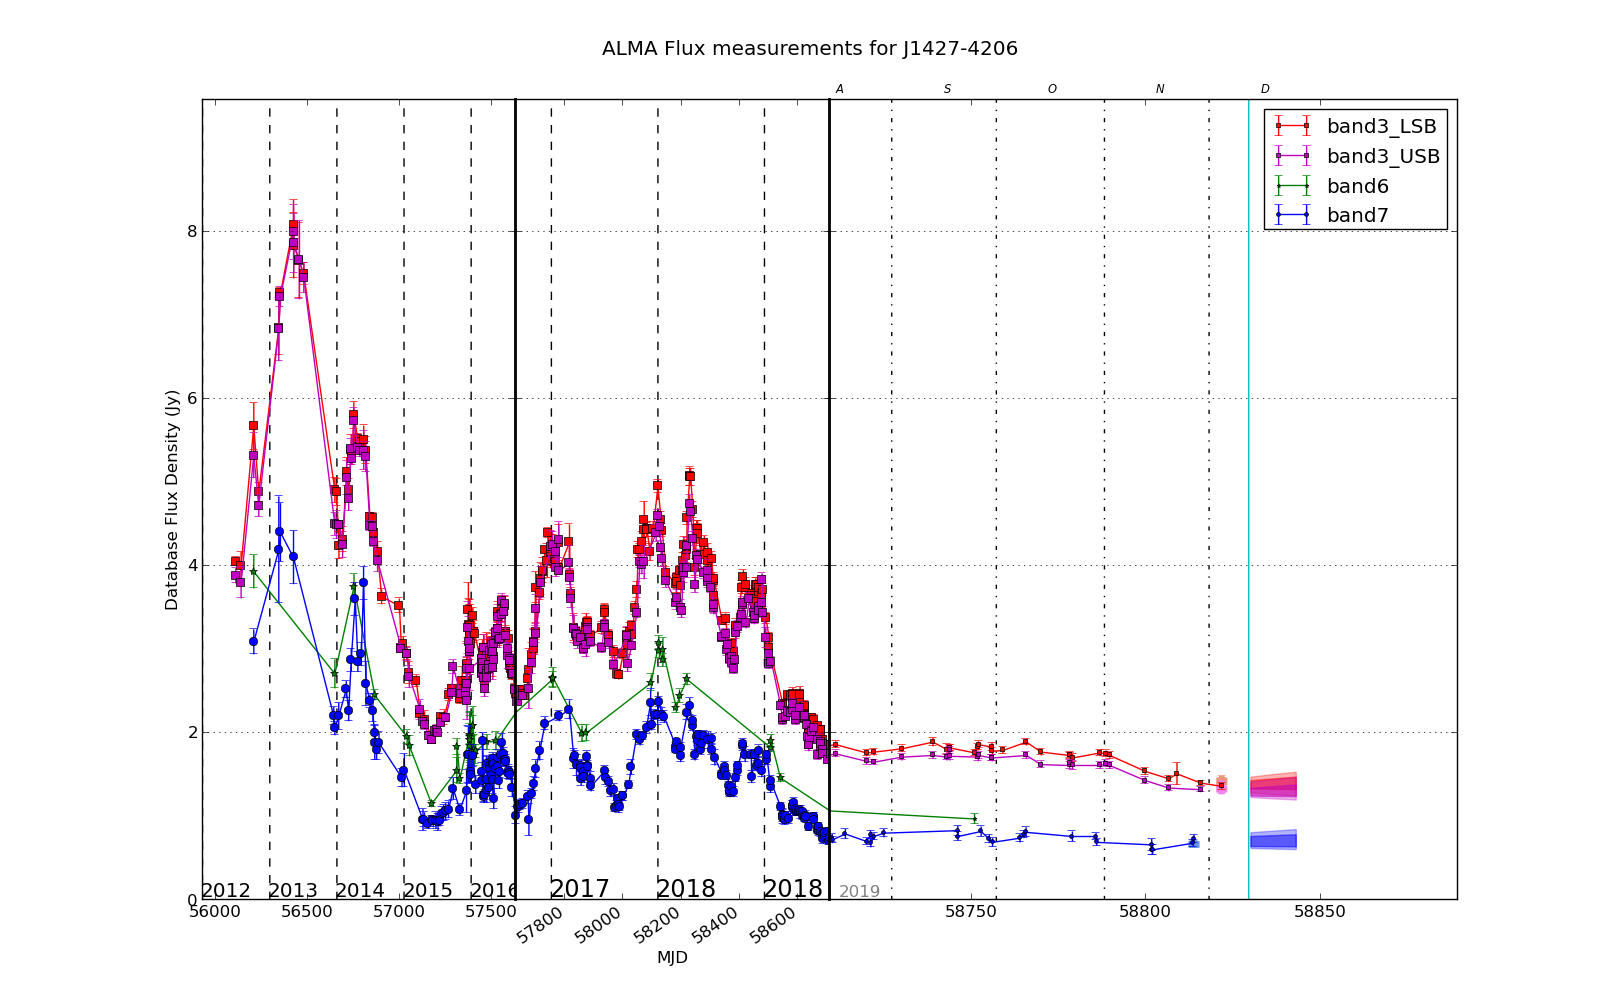 ALMA Flux measurements for J1427-4206
A S O N D
band3_LSB
band3_USB
band6
band7
8
6
4
2
0
Database Flux Density (Jy)
2012 2013 2014 2015 2016 2017 2018 2018 2019
56000 56500 57000 57500 57800 58000 58200 58400 58600 58750 58800 58850
MJD